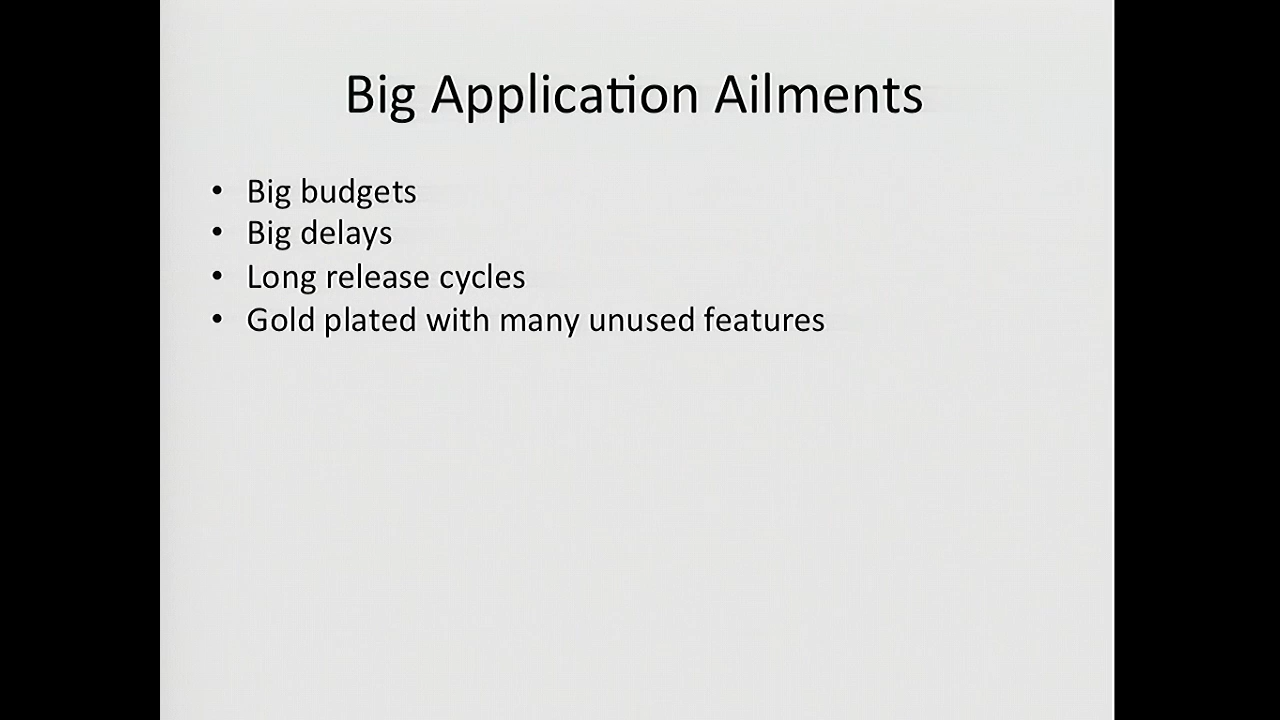 Big Application Ailments
• Big budgets
• Big delays
• Long release cycles
• Gold plated with many unused features